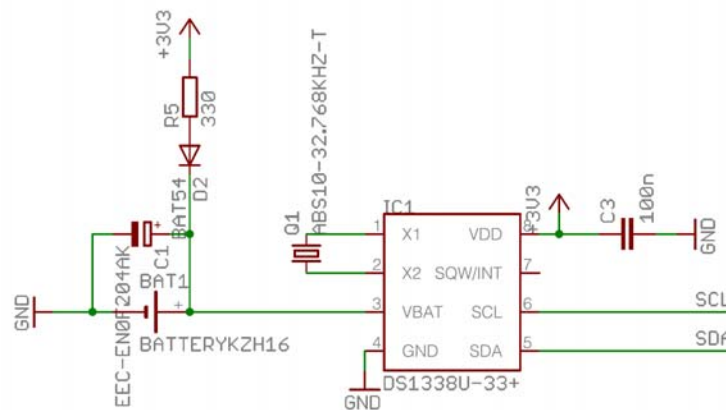 +3V3
R5
330
BAT54
D2
C1
EEC-EN0F204AK
BAT1
+
+
GND
BATTERYKZH16
Q1
ABS10-32.768KHZ-T
IC1
1
X1
VDD
8
2
X2
SQW/INT
7
3
VBAT
SCL
6
4
GND
SDA
5
DS1338U-33+
GND
+3V3
C3
100n
GND
SCL
SDA